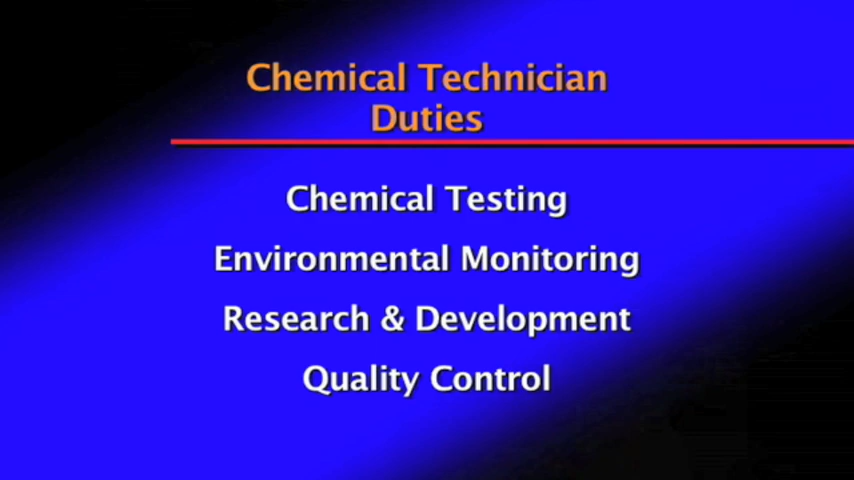 Chemical Technician
Duties
Chemical Testing
Environmental Monitoring
Research & Development
Quality Control